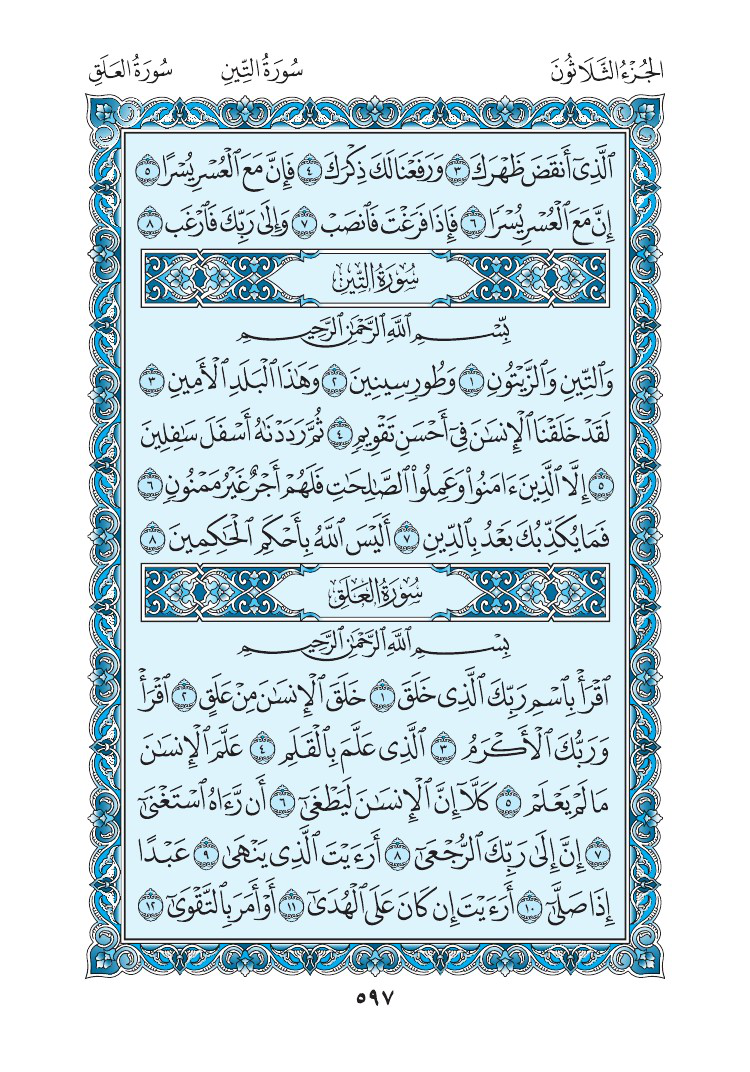 الجُزْءُ الثَّلَاثُونَ سُورَةُ التِّينِ سُورَةُ العَلَقِ
ٱلَّذِىٓ أَنقَضَ ظَهْرَكَ ٣ وَرَفَعْنَا لَكَ ذِكْرَكَ ٤ فَإِنَّ مَعَ ٱلْعُسْرِ يُسْرًا ٥
إِنَّ مَعَ ٱلْعُسْرِ يُسْرًا ٦ فَإِذَا فَرَغْتَ فَٱنصَبْ ٧ وَإِلَىٰ رَبِّكَ فَٱرْغَب ٨
سُورَةُ التِّينِ
بِسْمِ ٱللَّهِ ٱلرَّحْمَٰنِ ٱلرَّحِيمِ
وَٱلتِّينِ وَٱلزَّيْتُونِ ١ وَطُورِ سِينِينَ ٢ وَهَٰذَا ٱلْبَلَدِ ٱلْأَمِينِ ٣
لَقَدْ خَلَقْنَا ٱلْإِنسَٰنَ فِىٓ أَحْسَنِ تَقْوِيمٍ ٤ ثُمَّ رَدَدْنَٰهُ أَسْفَلَ سَٰفِلِينَ
٥ إِلَّا ٱلَّذِينَ ءَامَنُوا۟ وَعَمِلُوا۟ ٱلصَّٰلِحَٰتِ فَلَهُمْ أَجْرٌ غَيْرُ مَمْنُونٍ ٦
فَمَا يُكَذِّبُكَ بَعْدُ بِٱلدِّينِ ٧ أَلَيْسَ ٱللَّهُ بِأَحْكَمِ ٱلْحَٰكِمِينَ ٨
سُورَةُ العَلَقِ
بِسْمِ ٱللَّهِ ٱلرَّحْمَٰنِ ٱلرَّحِيمِ
ٱقْرَأْ بِٱسْمِ رَبِّكَ ٱلَّذِى خَلَقَ ١ خَلَقَ ٱلْإِنسَٰنَ مِنْ عَلَقٍ ٢ ٱقْرَأْ
وَرَبُّكَ ٱلْأَكْرَمُ ٣ ٱلَّذِى عَلَّمَ بِٱلْقَلَمِ ٤ عَلَّمَ ٱلْإِنسَٰنَ
مَا لَمْ يَعْلَمْ ٥ كَلَّآ إِنَّ ٱلْإِنسَٰنَ لَيَطْغَىٰٓ ٦ أَن رَّءَاهُ ٱسْتَغْنَىٰٓ
٧ إِنَّ إِلَىٰ رَبِّكَ ٱلرُّجْعَىٰٓ ٨ أَرَءَيْتَ ٱلَّذِى يَنْهَىٰ ٩ عَبْدًا
إِذَا صَلَّىٰٓ ١٠ أَرَءَيْتَ إِن كَانَ عَلَى ٱلْهُدَىٰٓ ١١ أَوْ أَمَرَ بِٱلتَّقْوَىٰٓ ١٢
٥٩٧